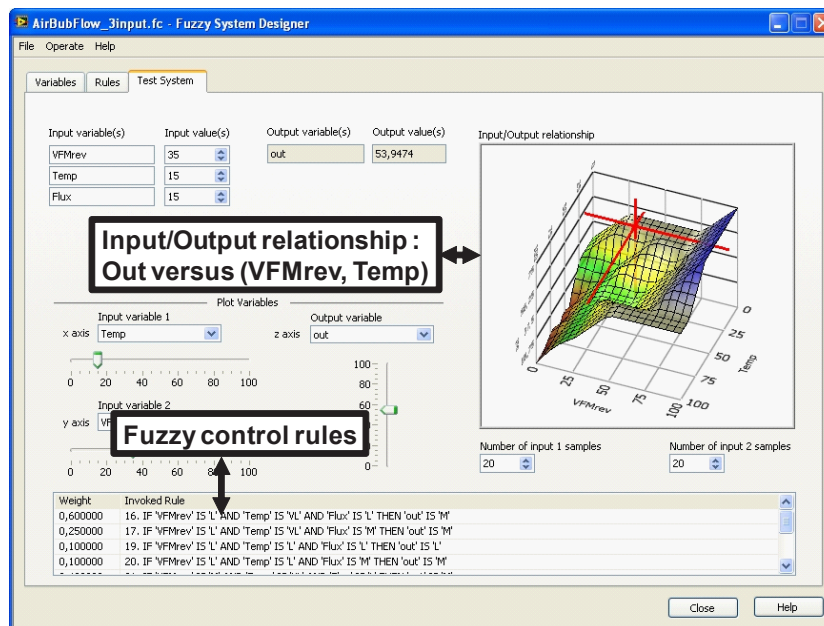 AirBubFlow_3input.fc - Fuzzy System Designer
File Operate Help
Variables Rules Test System
Input variable(s) Input value(s) Output variable(s) Output value(s) Input/Output relationship
VFMrev 35 out 53,9474
Temp 15
Flux 15
Input/Output relationship :
Out versus (VFMrev, Temp)
Plot Variables
Input variable 1 Output variable
x axis Temp z axis out
0 20 40 60 80 100
Input variable 2
y axis
0 20 40 60 80 100
100
80
60
0
Fuzzy control rules
0 25 50 75 100
VFMrev
0
25
50
75
100
Temp
Number of input 1 samples Number of input 2 samples
20 20
Weight Invoked Rule
0,600000 16. IF 'VFMrev' IS 'L' AND 'Temp' IS 'VL' AND 'Flux' IS 'L' THEN 'out' IS 'M'
0,250000 17. IF 'VFMrev' IS 'L' AND 'Temp' IS 'VL' AND 'Flux' IS 'M' THEN 'out' IS 'M'
0,100000 19. IF 'VFMrev' IS 'L' AND 'Temp' IS 'L' AND 'Flux' IS 'L' THEN 'out' IS 'L'
0,100000 20. IF 'VFMrev' IS 'L' AND 'Temp' IS 'L' AND 'Flux' IS 'M' THEN 'out' IS 'M'
Close Help